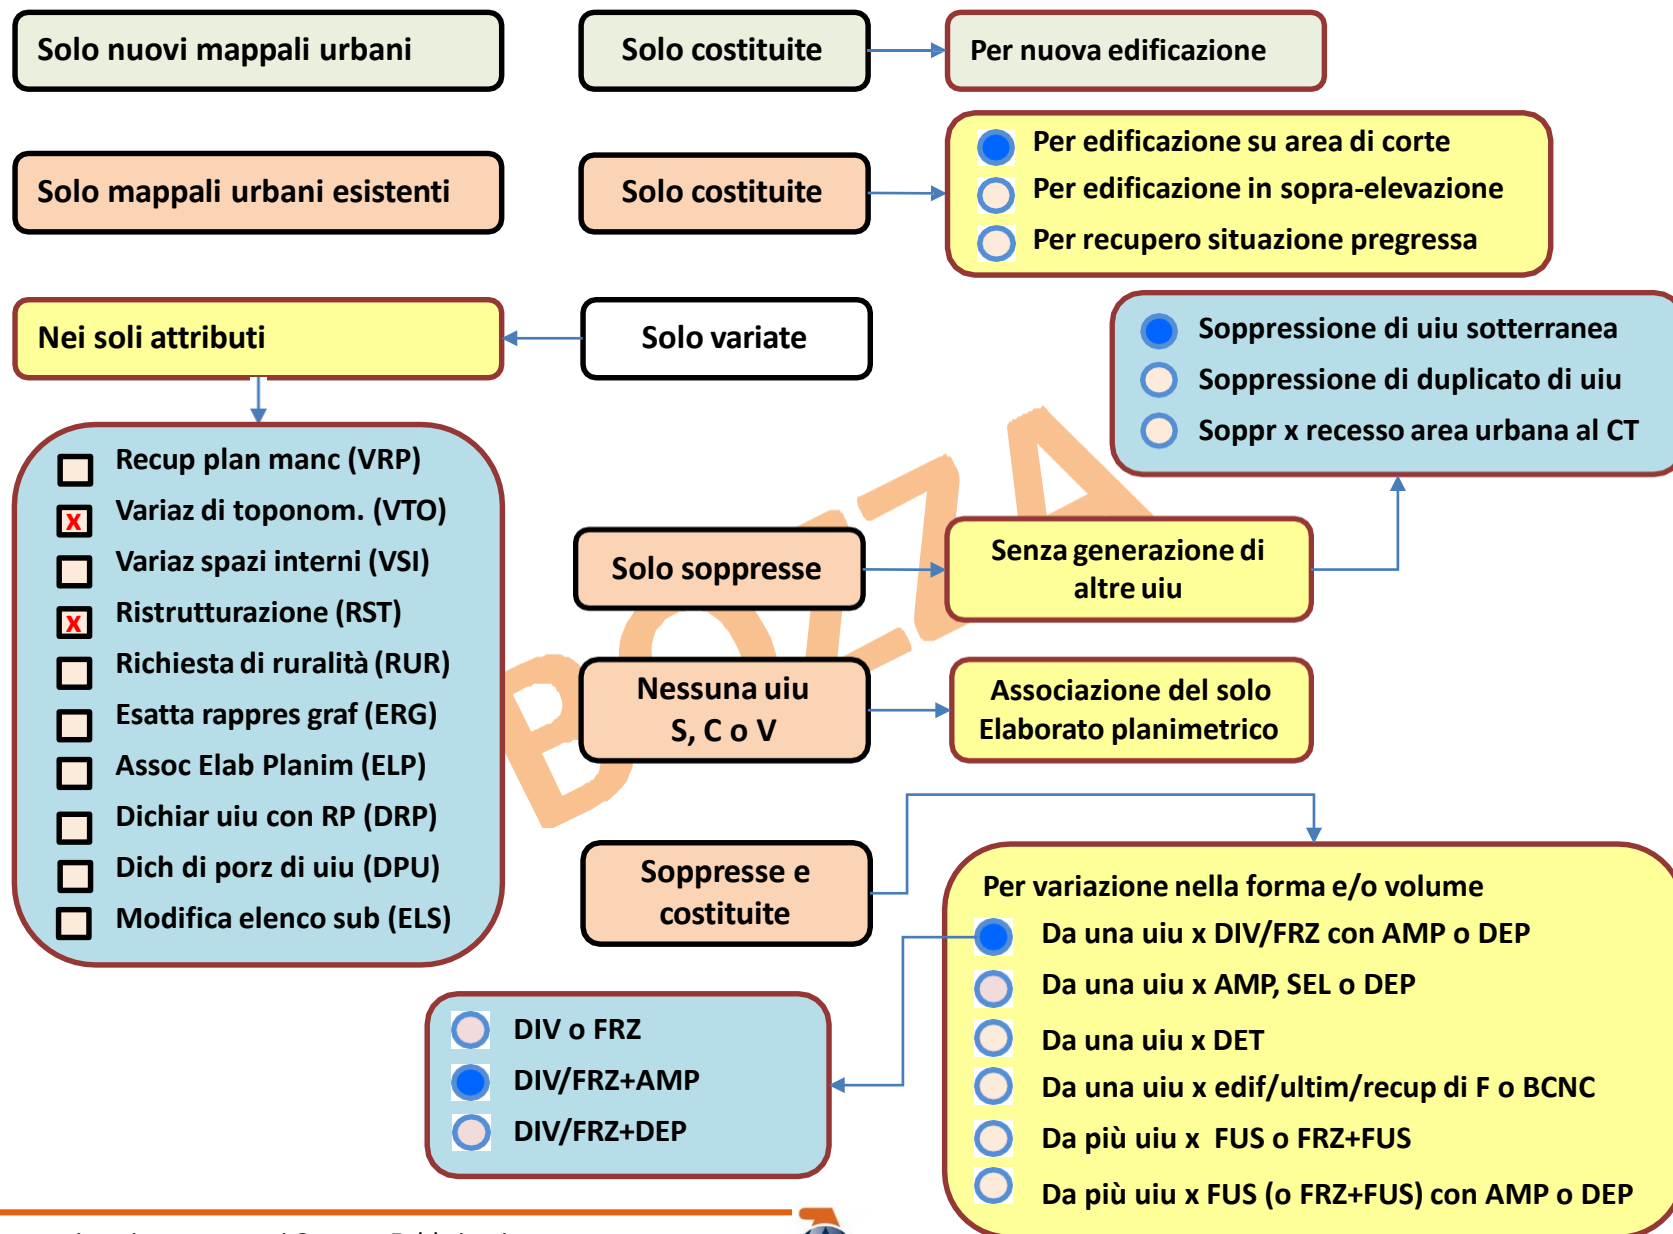 Solo nuovi mappali urbani
Solo costituite
Per nuova edificazione
Solo mappali urbani esistenti
Solo costituite
Per edificazione su area di corte
Per edificazione in sopra-elevazione
Per recupero situazione pregressa
Nei soli attributi
Solo variate
Soppressione di uiu sotterranea
Soppressione di duplicato di uiu
Soppr x recesso area urbana al CT
Recup plan manc (VRP)
x Variaz di toponom. (VTO)
Variaz spazi interni (VSI)
x Ristrutturazione (RST)
Richiesta di ruralità (RUR)
Esatta rappres graf (ERG)
Assoc Elab Planim (ELP)
Dichiar uiu con RP (DRP)
Dich di porz di uiu (DPU)
Modifica elenco sub (ELS)
BOZZA
Solo soppresse
Senza generazione di
altre uiu
Nessuna uiu
S, C o V
Associazione del solo
Elaborato planimetrico
Soppresse e
costituite
Per variazione nella forma e/o volume
Da una uiu x DIV/FRZ con AMP o DEP
Da una uiu x AMP, SEL o DEP
Da una uiu x DET
Da una uiu x edif/ultim/recup di F o BCNC
Da più uiu x FUS o FRZ+FUS
Da più uiu x FUS (o FRZ+FUS) con AMP o DEP
DIV o FRZ
DIV/FRZ+AMP
DIV/FRZ+DEP